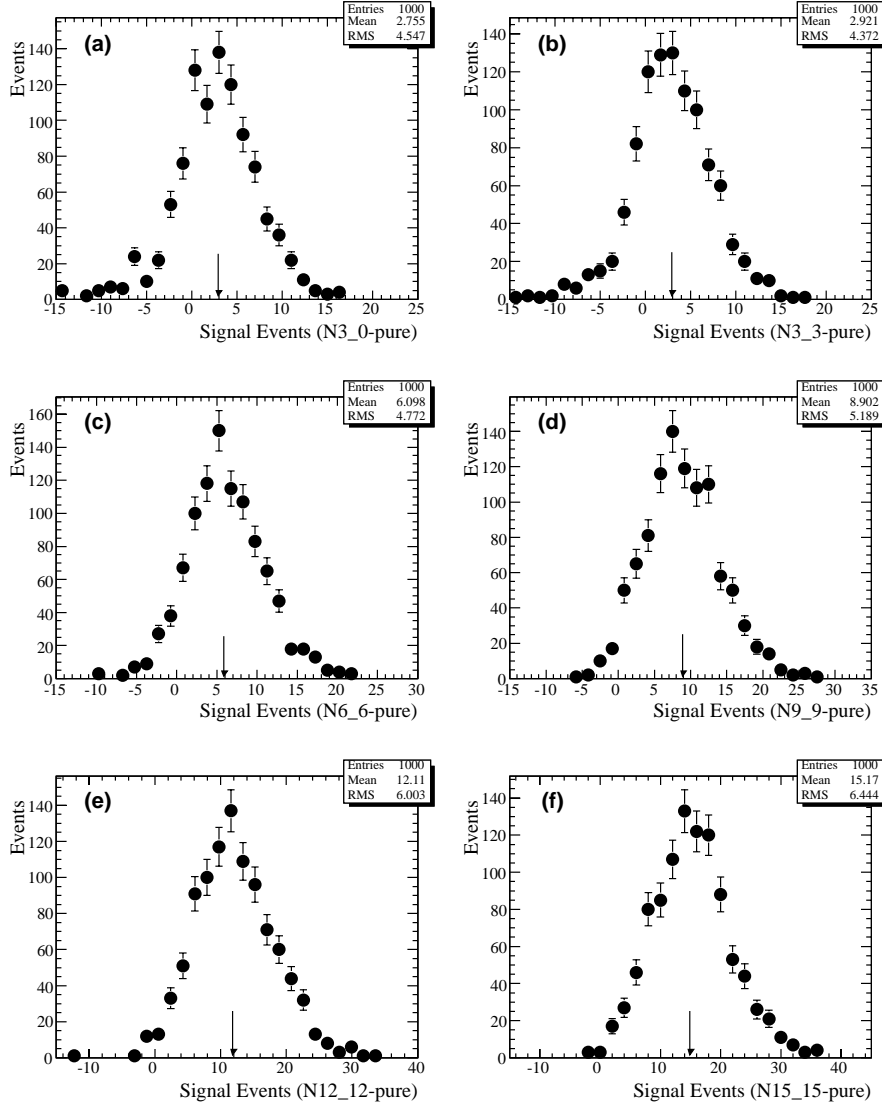 Entries 1000
Mean 2.755
RMS 4.547
(a)
Events
140
120
100
80
60
40
20
0
-15 -10 -5 0 5 10 15 20 25
Signal Events (N3_0-pure)
Entries 1000
Mean 2.921
RMS 4.372
(b)
Events
140
120
100
80
60
40
20
0
-15 -10 -5 0 5 10 15 20 25
Signal Events (N3_3-pure)
Entries 1000
Mean 6.098
RMS 4.772
(c)
Events
160
140
120
100
80
60
40
20
0
-15 -10 -5 0 5 10 15 20 25 30
Signal Events (N6_6-pure)
Entries 1000
Mean 8.902
RMS 5.189
(d)
Events
140
120
100
80
60
40
20
0
-15 -10 -5 0 5 10 15 20 25 30 35
Signal Events (N9_9-pure)
Entries 1000
Mean 12.11
RMS 6.003
(e)
Events
140
120
100
80
60
40
20
0
-10 0 10 20 30 40
Signal Events (N12_12-pure)
Entries 1000
Mean 15.17
RMS 6.444
(f)
Events
140
120
100
80
60
40
20
0
-10 0 10 20 30 40
Signal Events (N15_15-pure)